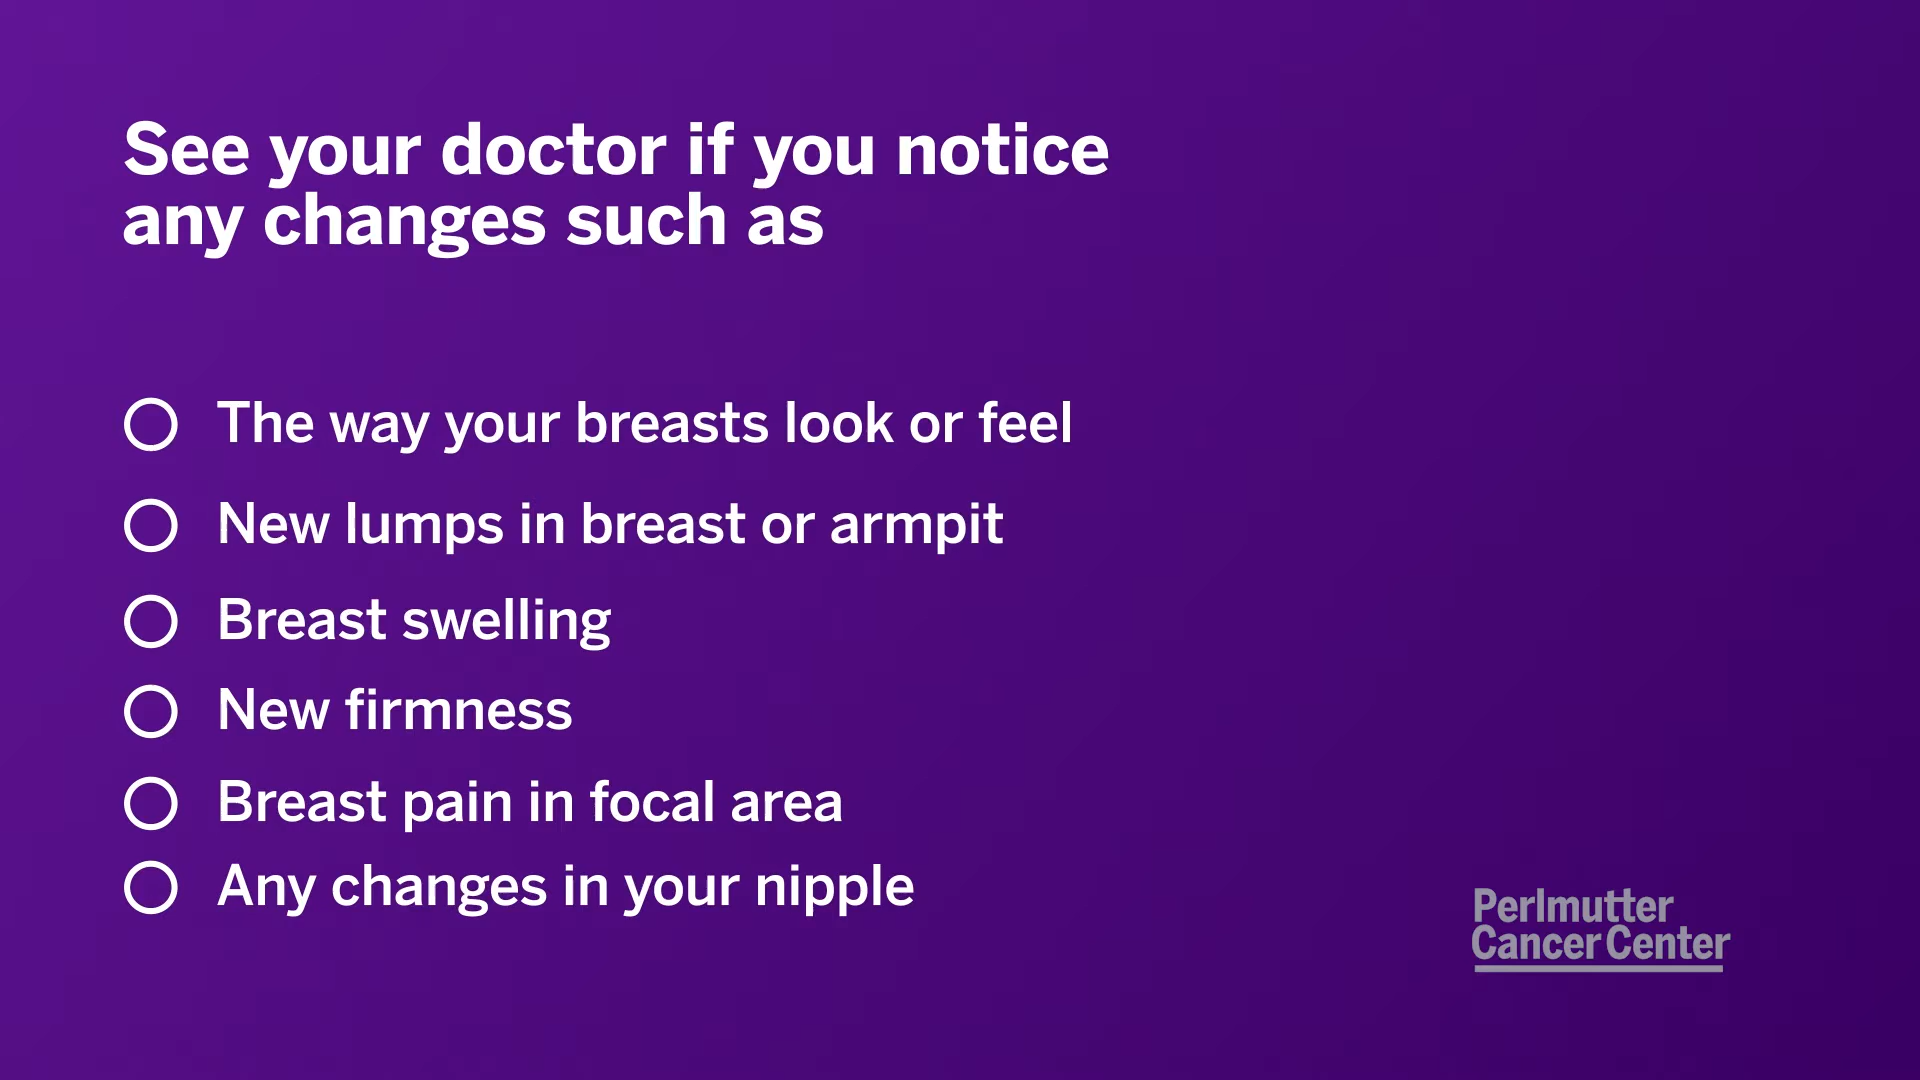 See your doctor if you notice
any changes such as
The way your breasts look or feel
New lumps in breast or armpit
Breast swelling
New firmness
Breast pain in focal area
Any changes in your nipple
Perlmutter
Cancer Center